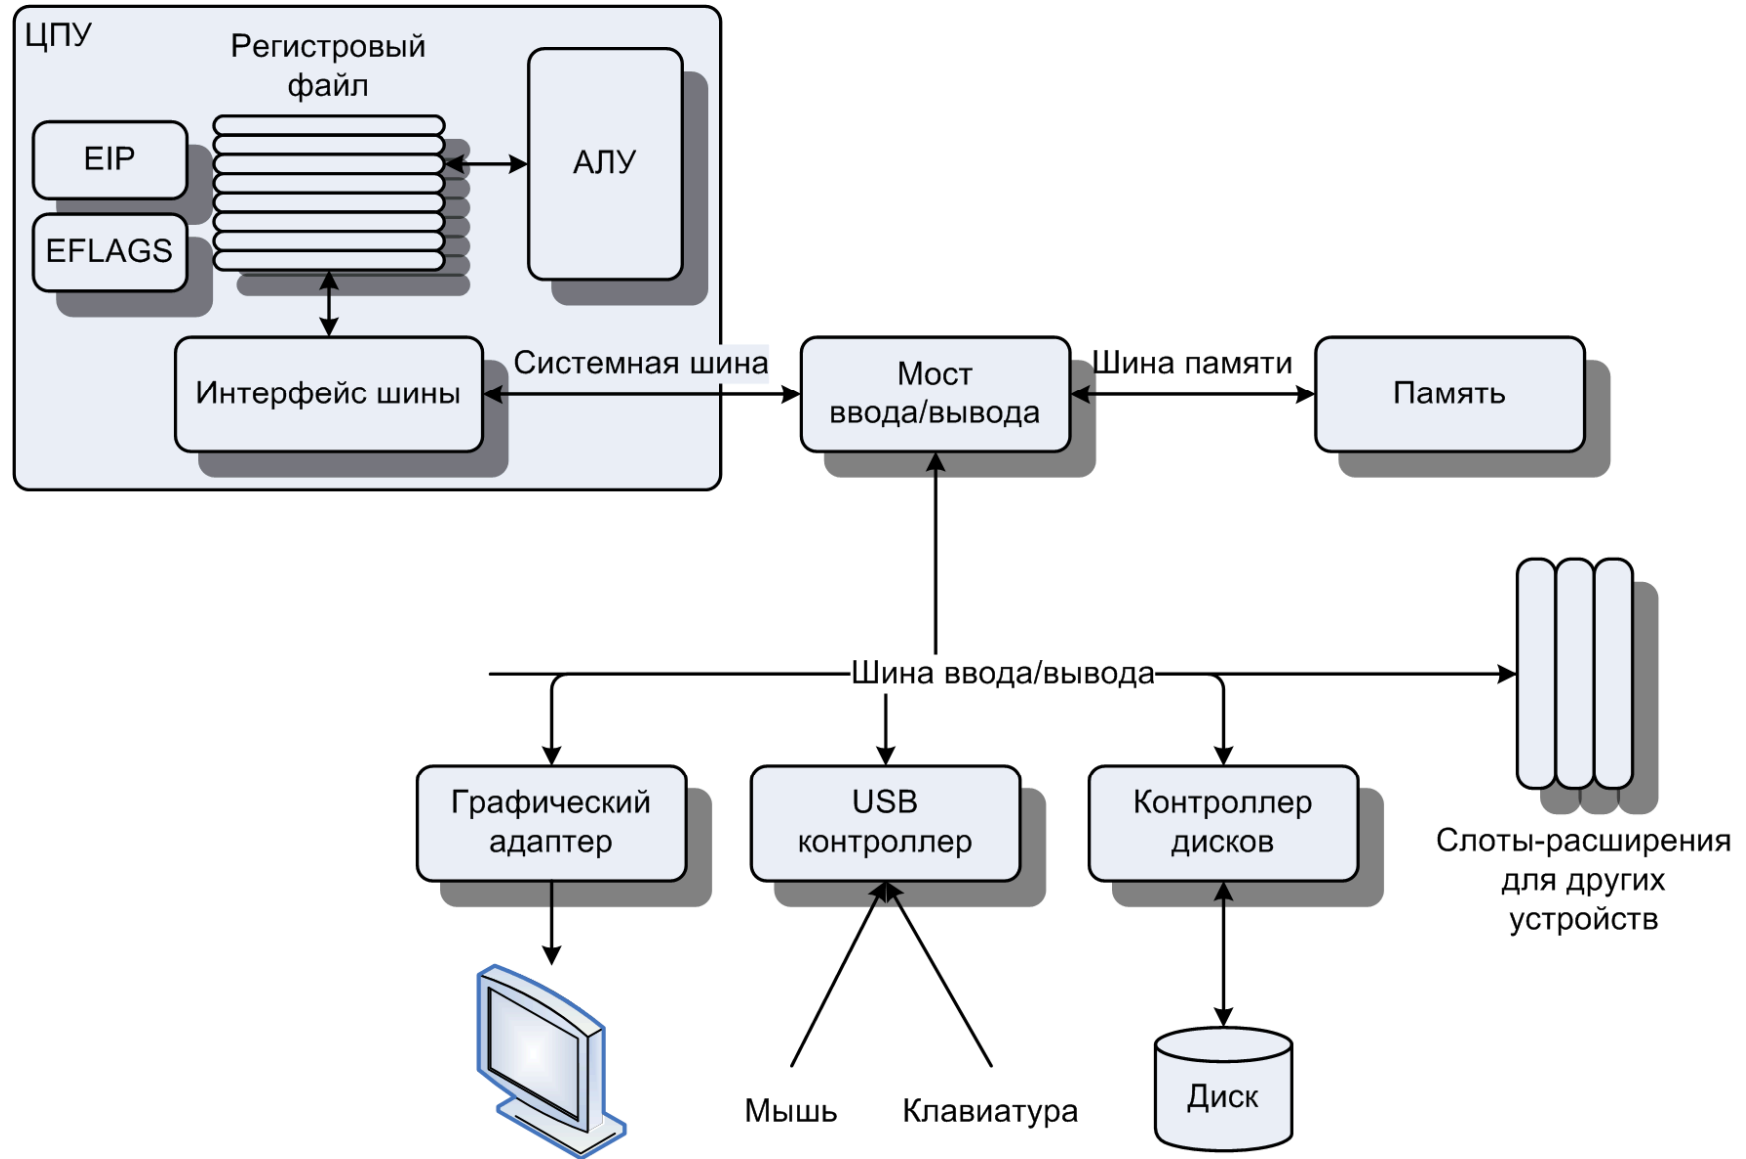 ЦПУ
Регистровый
файл
EIP
EFLAGS
АЛУ
Интерфейс шины
Системная шина
Мост
ввода/вывода
Шина памяти
Память
Шина ввода/вывода
Графический
адаптер
USB
контроллер
Контроллер
дисков
Слоты-расширения
для других
устройств
Мышь
Клавиатура
Диск